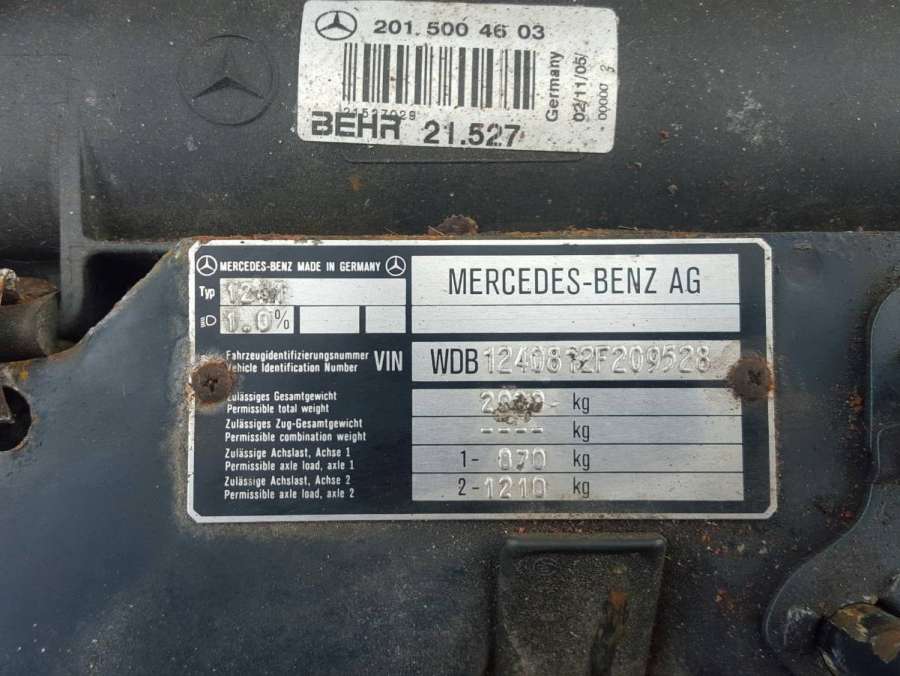 201.500 46 03
Germany
02/11/05/
00000
BEHR 21.527
MERCEDES-BENZ MADE IN GERMANY
MERCEDES-BENZ AG
Typ
1.0%
Fahrzeugidentifizierungsnummer
Vehicle Identification Number
VIN
WDB1240812F209528
Zulässiges Gesamtgewicht
Permissible total weight
kg
Zulässiges Zug-Gesamtgewicht
Permissible combination weight
---- kg
Zulässige Achslast, Achse 1
Permissible axle load, axle 1
1- 870 kg
Zulässige Achslast, Achse 2
Permissible axle load, axle 2
2-1210 kg